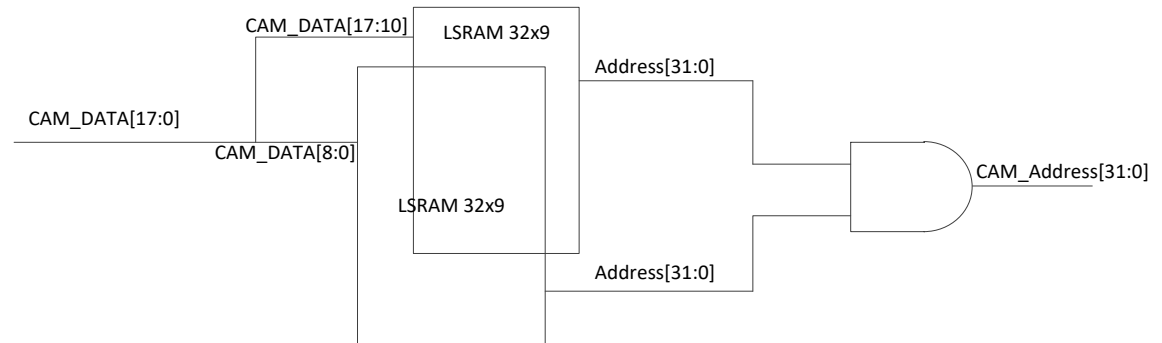 CAM_DATA[17:10]
LSRAM 32x9
Address[31:0]
CAM_DATA[17:0]
CAM_DATA[8:0]
CAM_Address[31:0]
LSRAM 32x9
Address[31:0]